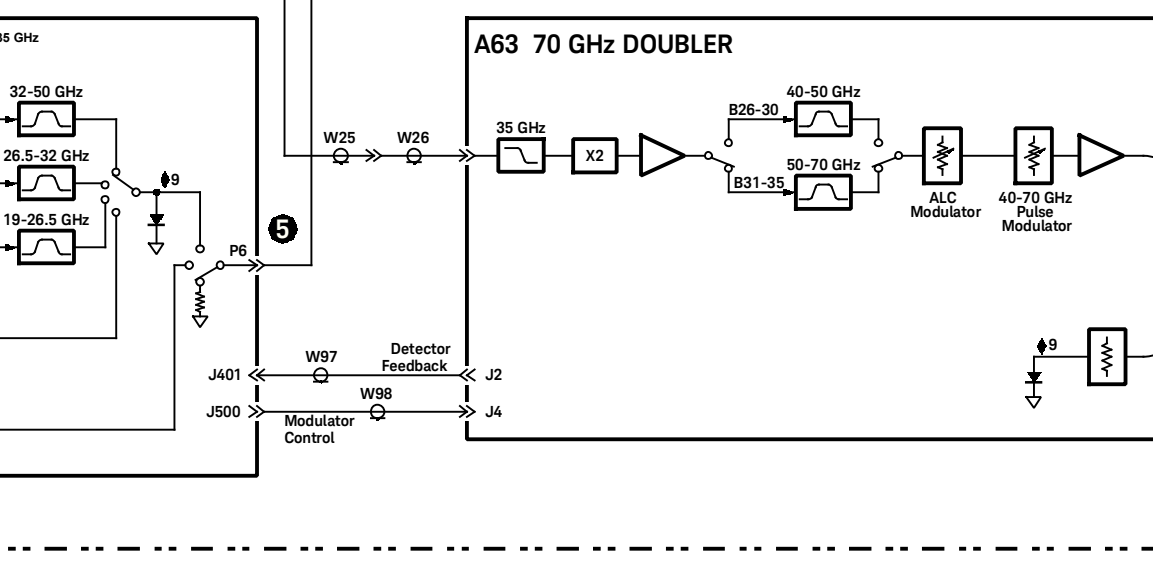 35 GHz
32-50 GHz
26.5-32 GHz
19-26.5 GHz
9
P6
5
J401
J500
W97
Detector
Feedback
W98
Modulator
Control
J2
J4
W25
W26
A63 70 GHz DOUBLER
35 GHz
X2
B26-30
40-50 GHz
50-70 GHz
B31-35
ALC
Modulator
40-70 GHz
Pulse
Modulator
9